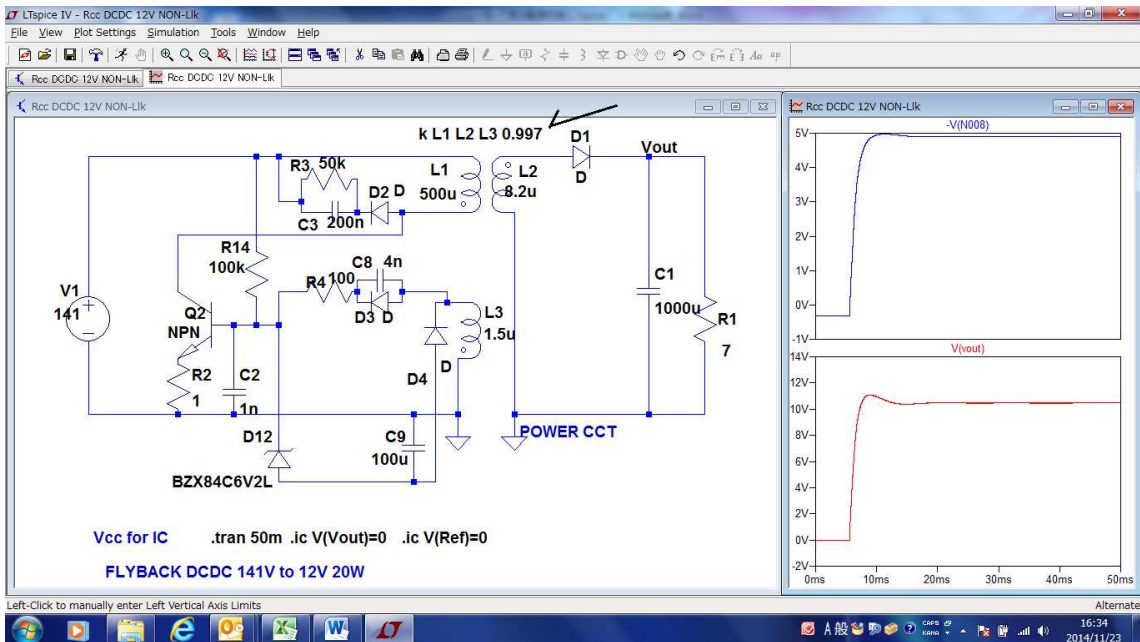 LTspice IV - Rcc DCDC 12V NON-Llk
File View Plot Settings Simulation Tools Window Help
Rcc DCDC 12V NON-Llk Rcc DCDC 12V NON-Llk
Rcc DCDC 12V NON-Llk
k L1 L2 L3 0.997
D1
Vout
R3 50k
L1
L2
D
500u
8.2u
D2 D
C3 200n
R14
100k
C8 4n
R4 100
C1
V1
141
Q2
NPN
D3 D
L3
1.5u
1000u
R1
7
R2
1
C2
1n
D
D4
D12
C9
100u
POWER CCT
BZX84C6V2L
Vcc for IC .tran 50m .ic V(Vout)=0 .ic V(Ref)=0
FLYBACK DCDC 141V to 12V 20W
Rcc DCDC 12V NON-Llk
-V(N008)
5V
4V
3V
2V
1V
0V
-1V
V(vout)
14V
12V
10V
8V
6V
4V
2V
0V
-2V
0ms 10ms 20ms 30ms 40ms 50ms
Left-Click to manually enter Left Vertical Axis Limits
Alternate
A 般 CAPS KANA
16:34
2014/11/23